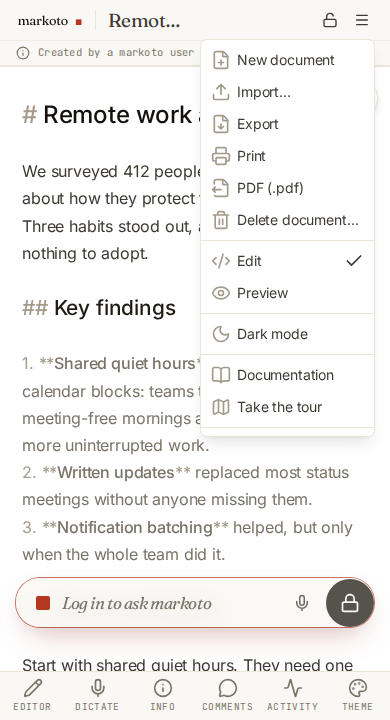 markoto
Remot...
Created by a markoto user
New document
Import...
Export
Print
PDF (.pdf)
Delete document...
Edit
Preview
Dark mode
Documentation
Take the tour
# Remote work
We surveyed 412 people
about how they protect
Three habits stood out,
nothing to adopt.
## Key findings
1. **Shared quiet hours
calendar blocks: teams
meeting-free mornings
more uninterrupted work.
2. **Written updates** replaced most status
meetings without anyone missing them.
3. **Notification batching** helped, but only
when the whole team did it.
Log in to ask markoto
Start with shared quiet hours. They need one
EDITOR
DICTATE
INFO
COMMENTS
ACTIVITY
THEME